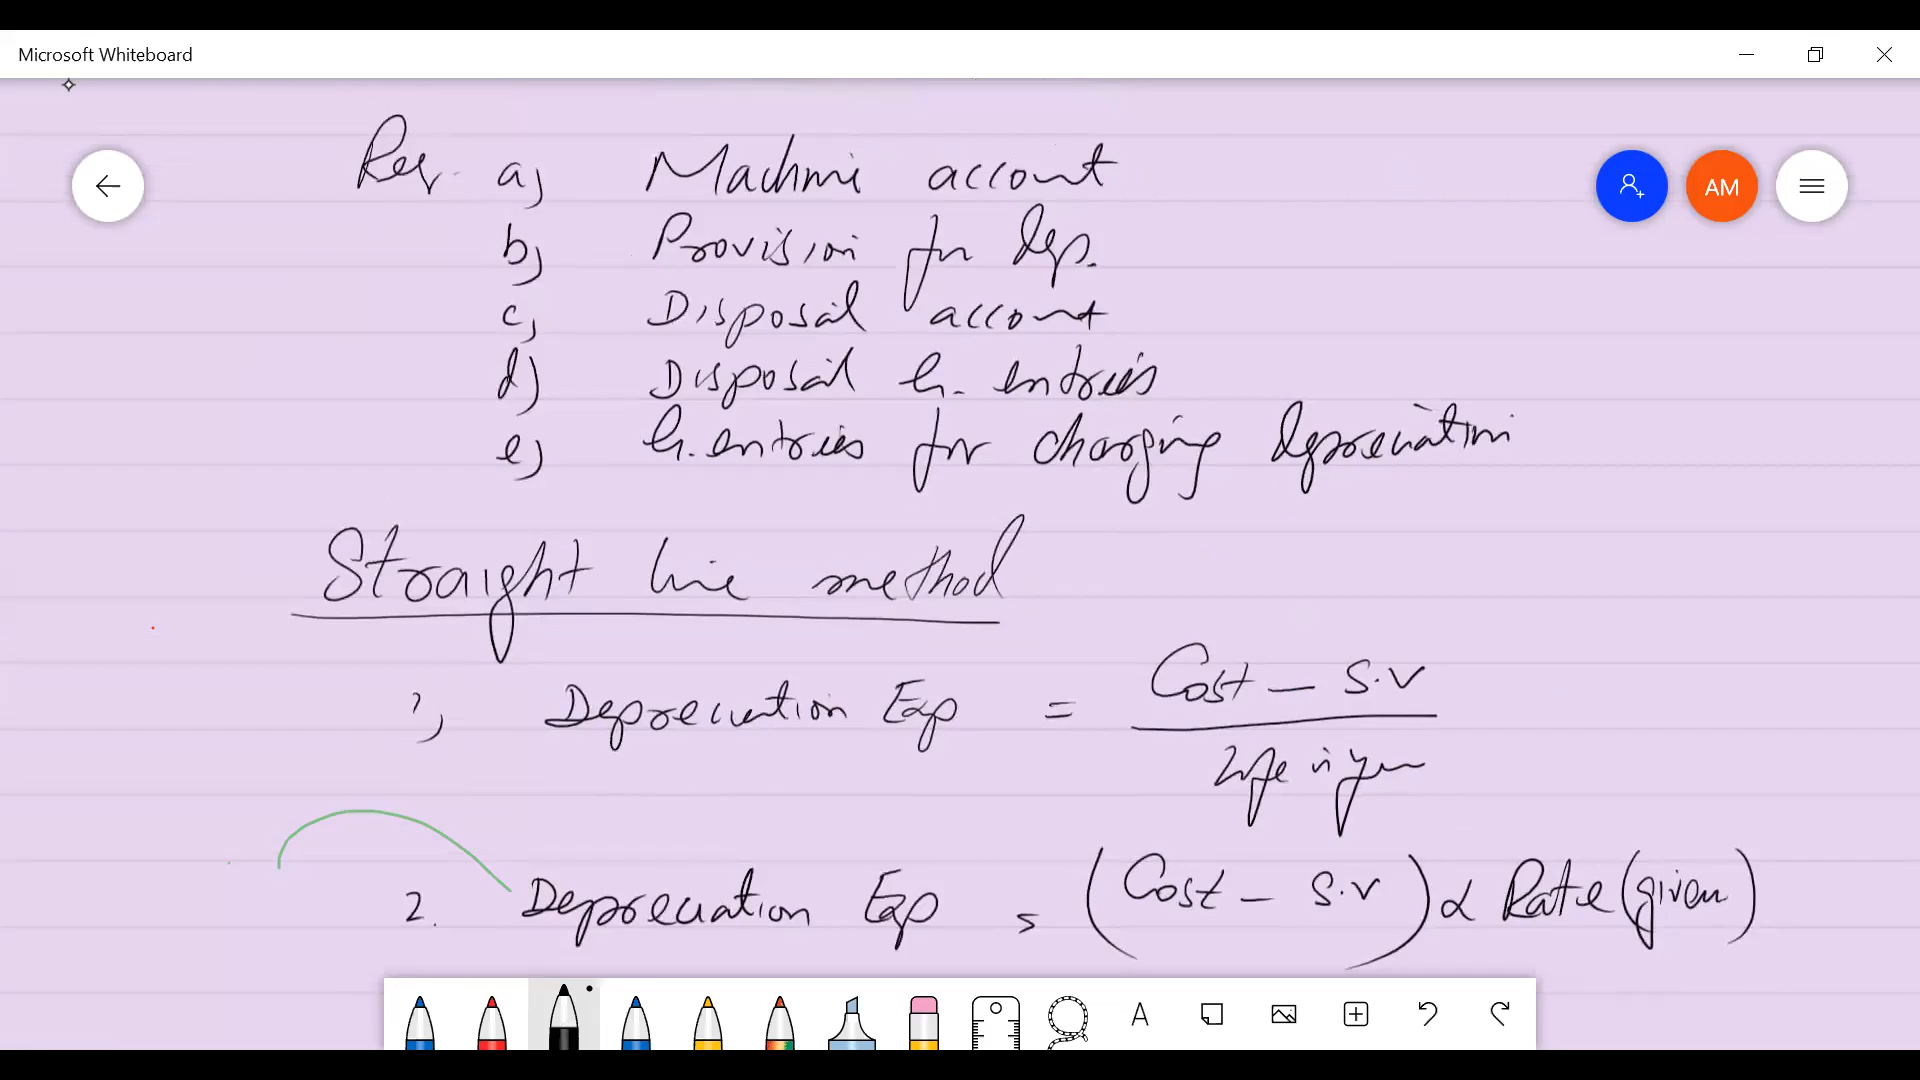 Microsoft Whiteboard
AM
Req. a) Machine account
b) Provision for dep.
c) Disposal account
d) Disposal G. entries
e) G. entries for charging depreciation
Straight line method
1) Depreciation Exp = Cost - S.V
Life in year
2. Depreciation Exp = (Cost - S.V) x Rate (given)
A